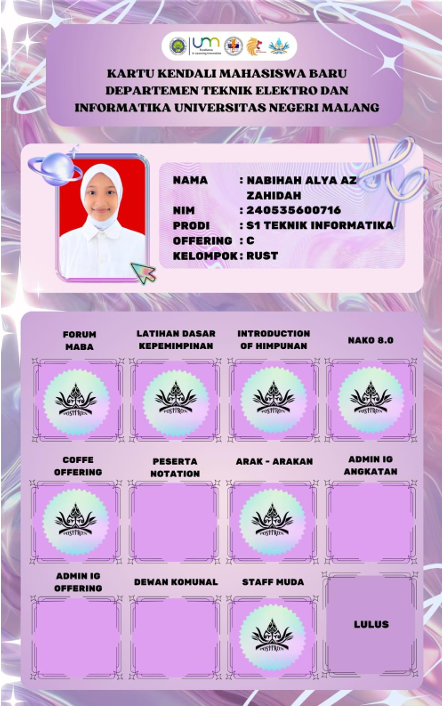 KARTU KENDALI MAHASISWA BARU
DEPARTEMEN TEKNIK ELEKTRO DAN
INFORMATIKA UNIVERSITAS NEGERI MALANG
NAMA : NABIHAH ALYA AZ
ZAHIDAH
NIM : 240535600716
PRODI : S1 TEKNIK INFORMATIKA
OFFERING : C
KELOMPOK : RUST
FORUM
MABA
LATIHAN DASAR
KEPEMIMPINAN
INTRODUCTION
OF HIMPUNAN
NAKO 8.0
COFFE
OFFERING
PESERTA
NOTATION
ARAK - ARAKAN
ADMIN IG
ANGKATAN
ADMIN IG
OFFERING
DEWAN KOMUNAL
STAFF MUDA
LULUS